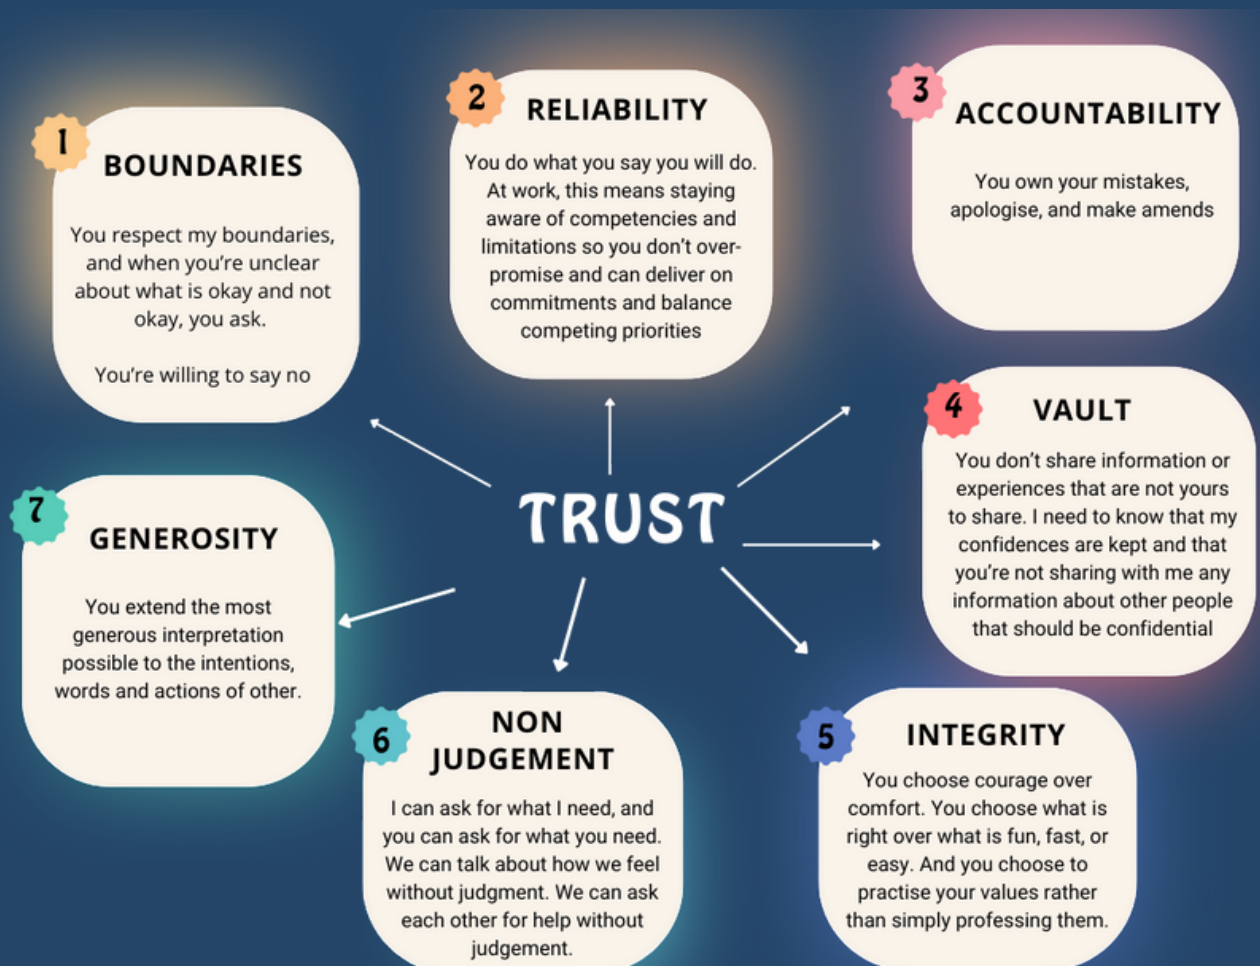 1
BOUNDARIES
You respect my boundaries,
and when you're unclear
about what is okay and not
okay, you ask.
You're willing to say no
2
RELIABILITY
You do what you say you will do.
At work, this means staying
aware of competencies and
limitations so you don't over-
promise and can deliver on
commitments and balance
competing priorities
3
ACCOUNTABILITY
You own your mistakes,
apologise, and make amends
TRUST
4
VAULT
You don't share information or
experiences that are not yours
to share. I need to know that my
confidences are kept and that
you're not sharing with me any
information about other people
that should be confidential
5
INTEGRITY
You choose courage over
comfort. You choose what is
right over what is fun, fast, or
easy. And you choose to
practise your values rather
than simply professing them.
6
NON
JUDGEMENT
I can ask for what I need, and
you can ask for what you need.
We can talk about how we feel
without judgment. We can ask
each other for help without
judgement.
7
GENEROSITY
You extend the most
generous interpretation
possible to the intentions,
words and actions of other.